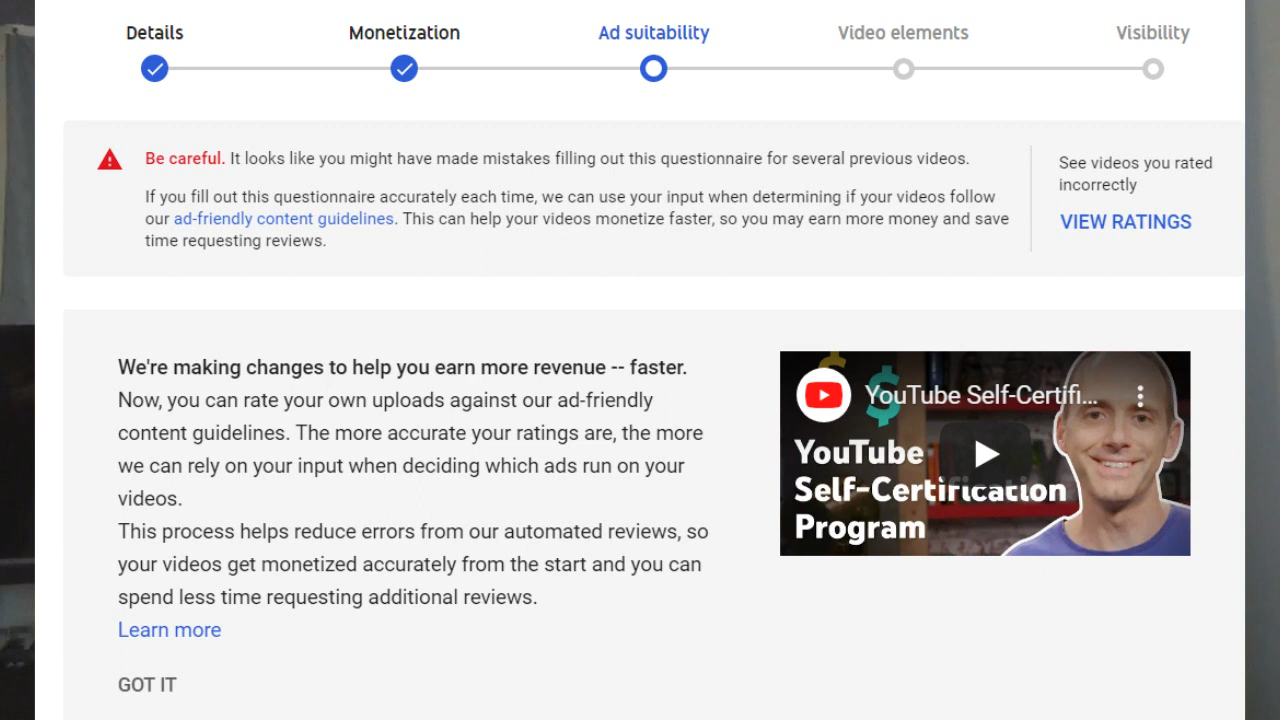 Details Monetization Ad suitability Video elements Visibility
Be careful. It looks like you might have made mistakes filling out this questionnaire for several previous videos.
If you fill out this questionnaire accurately each time, we can use your input when determining if your videos follow
our ad-friendly content guidelines. This can help your videos monetize faster, so you may earn more money and save
time requesting reviews.
See videos you rated
incorrectly
VIEW RATINGS
We're making changes to help you earn more revenue -- faster.
Now, you can rate your own uploads against our ad-friendly
content guidelines. The more accurate your ratings are, the more
we can rely on your input when deciding which ads run on your
videos.
This process helps reduce errors from our automated reviews, so
your videos get monetized accurately from the start and you can
spend less time requesting additional reviews.
Learn more
GOT IT
YouTube Self-Certifi...
YouTube
Self-Certification
Program